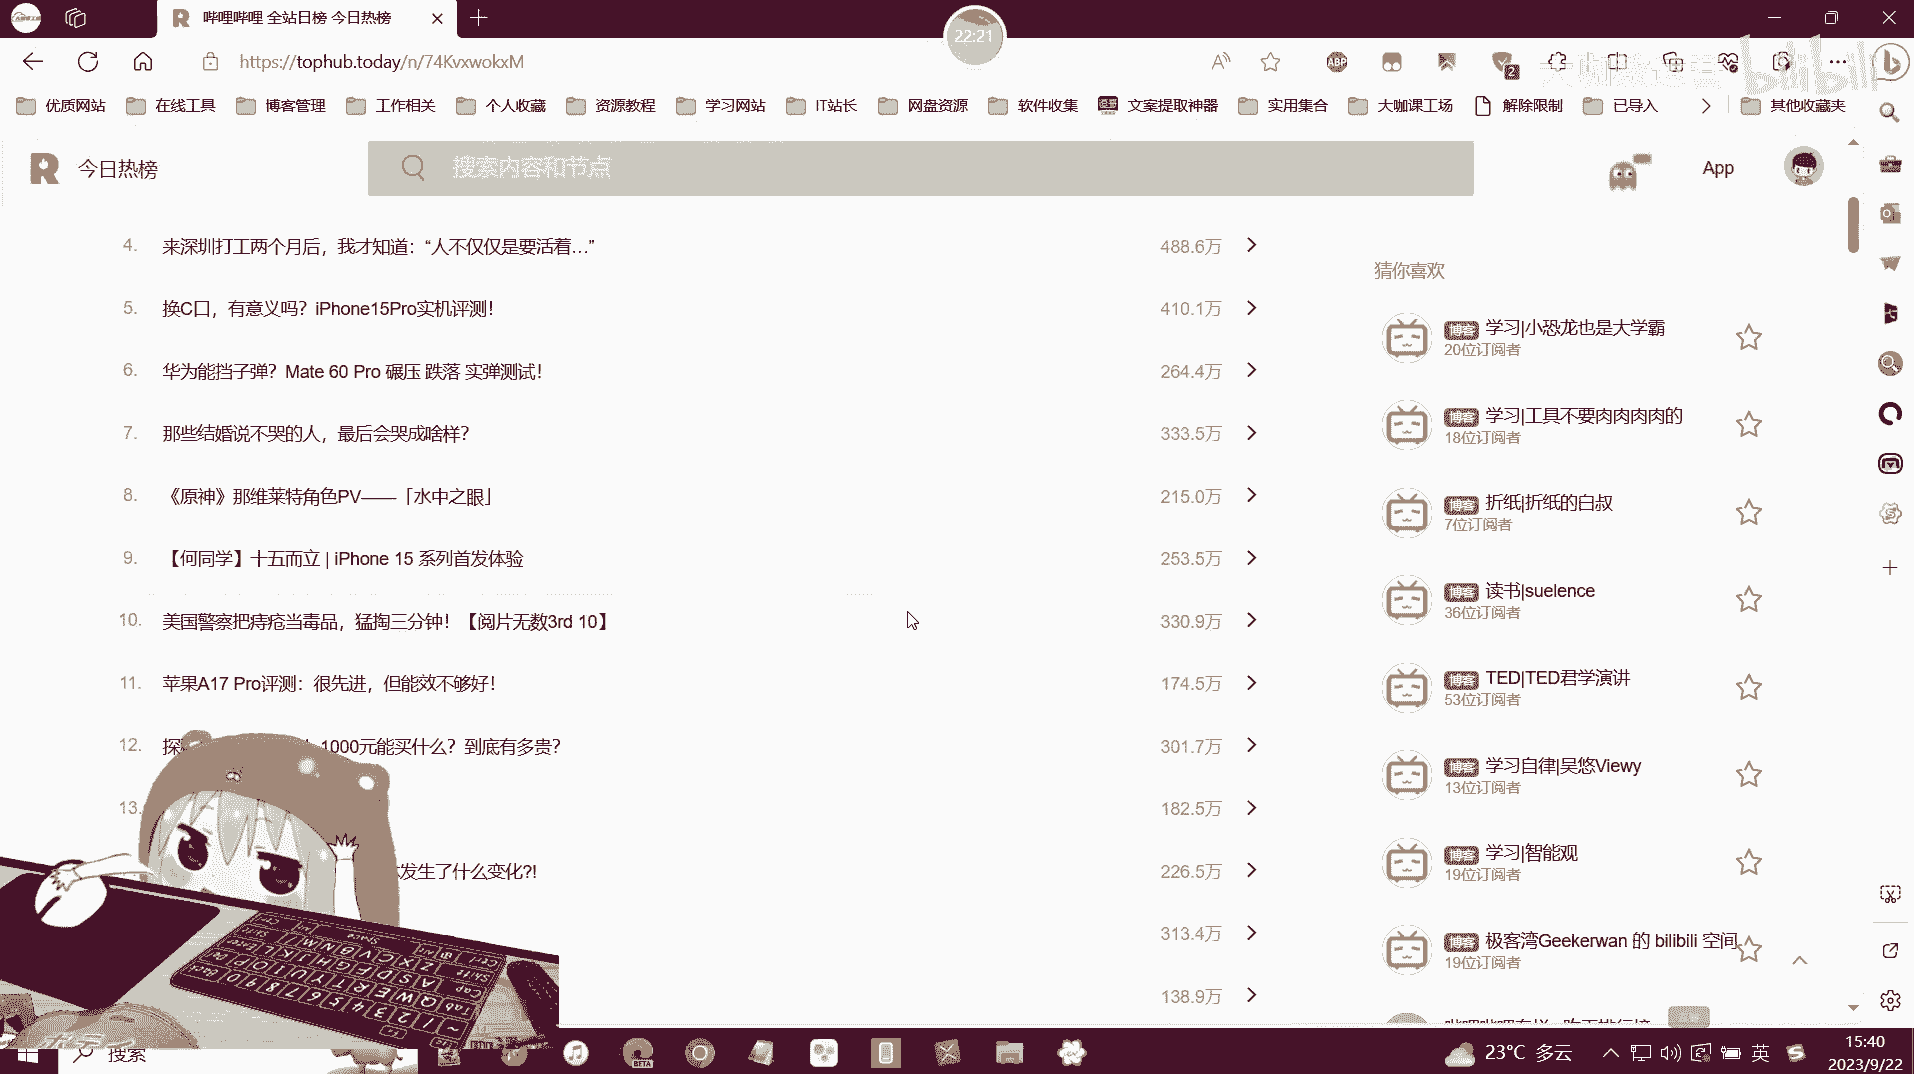 哔哩哔哩 全站日榜 今日热榜
22:21
https://tophub.today/n/74KvxwokxM
ABP
2
bilibili
优质网站 在线工具 博客管理 工作相关 个人收藏 资源教程 学习网站 IT站长 网盘资源 软件收集 文案提取神器 实用集合 大咖课工场 解除限制 已导入 其他收藏夹
今日热榜
搜索内容和节点
App
4. 来深圳打工两个月后，我才知道：“人不仅仅是要活着…” 488.6万
5. 换C口，有意义吗？iPhone15Pro实机评测！ 410.1万
6. 华为能挡子弹？Mate 60 Pro 碾压 跌落 实弹测试！ 264.4万
7. 那些结婚说不哭的人，最后会哭成啥样？ 333.5万
8. 《原神》那维莱特角色PV——「水中之眼」 215.0万
9. 【何同学】十五而立 | iPhone 15 系列首发体验 253.5万
10. 美国警察把痔疮当毒品，猛掏三分钟！【阅片无数3rd 10】 330.9万
11. 苹果A17 Pro评测：很先进，但能效不够好！ 174.5万
12. 探 1000元能买什么？到底有多贵？ 301.7万
13. 182.5万
发生了什么变化?! 226.5万
313.4万
138.9万
猜你喜欢
博客 学习|小恐龙也是大学霸
20位订阅者
博客 学习|工具不要肉肉肉肉的
18位订阅者
博客 折纸|折纸的白叔
7位订阅者
博客 读书|suelence
36位订阅者
博客 TED|TED君学演讲
53位订阅者
博客 学习自律|吴悠Viewy
13位订阅者
博客 学习|智能观
19位订阅者
博客 极客湾Geekerwan 的 bilibili 空间
19位订阅者
搜索
BETA
23°C 多云
英
15:40
2023/9/22